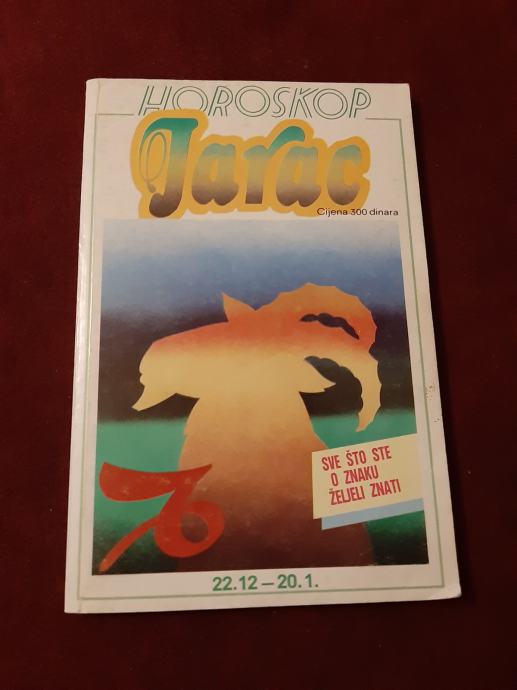 HOROSKOP
Jarac
Cijena 300 dinara
SVE ŠTO STE
O ZNAKU
ŽELJELI ZNATI
22.12 – 20.1.